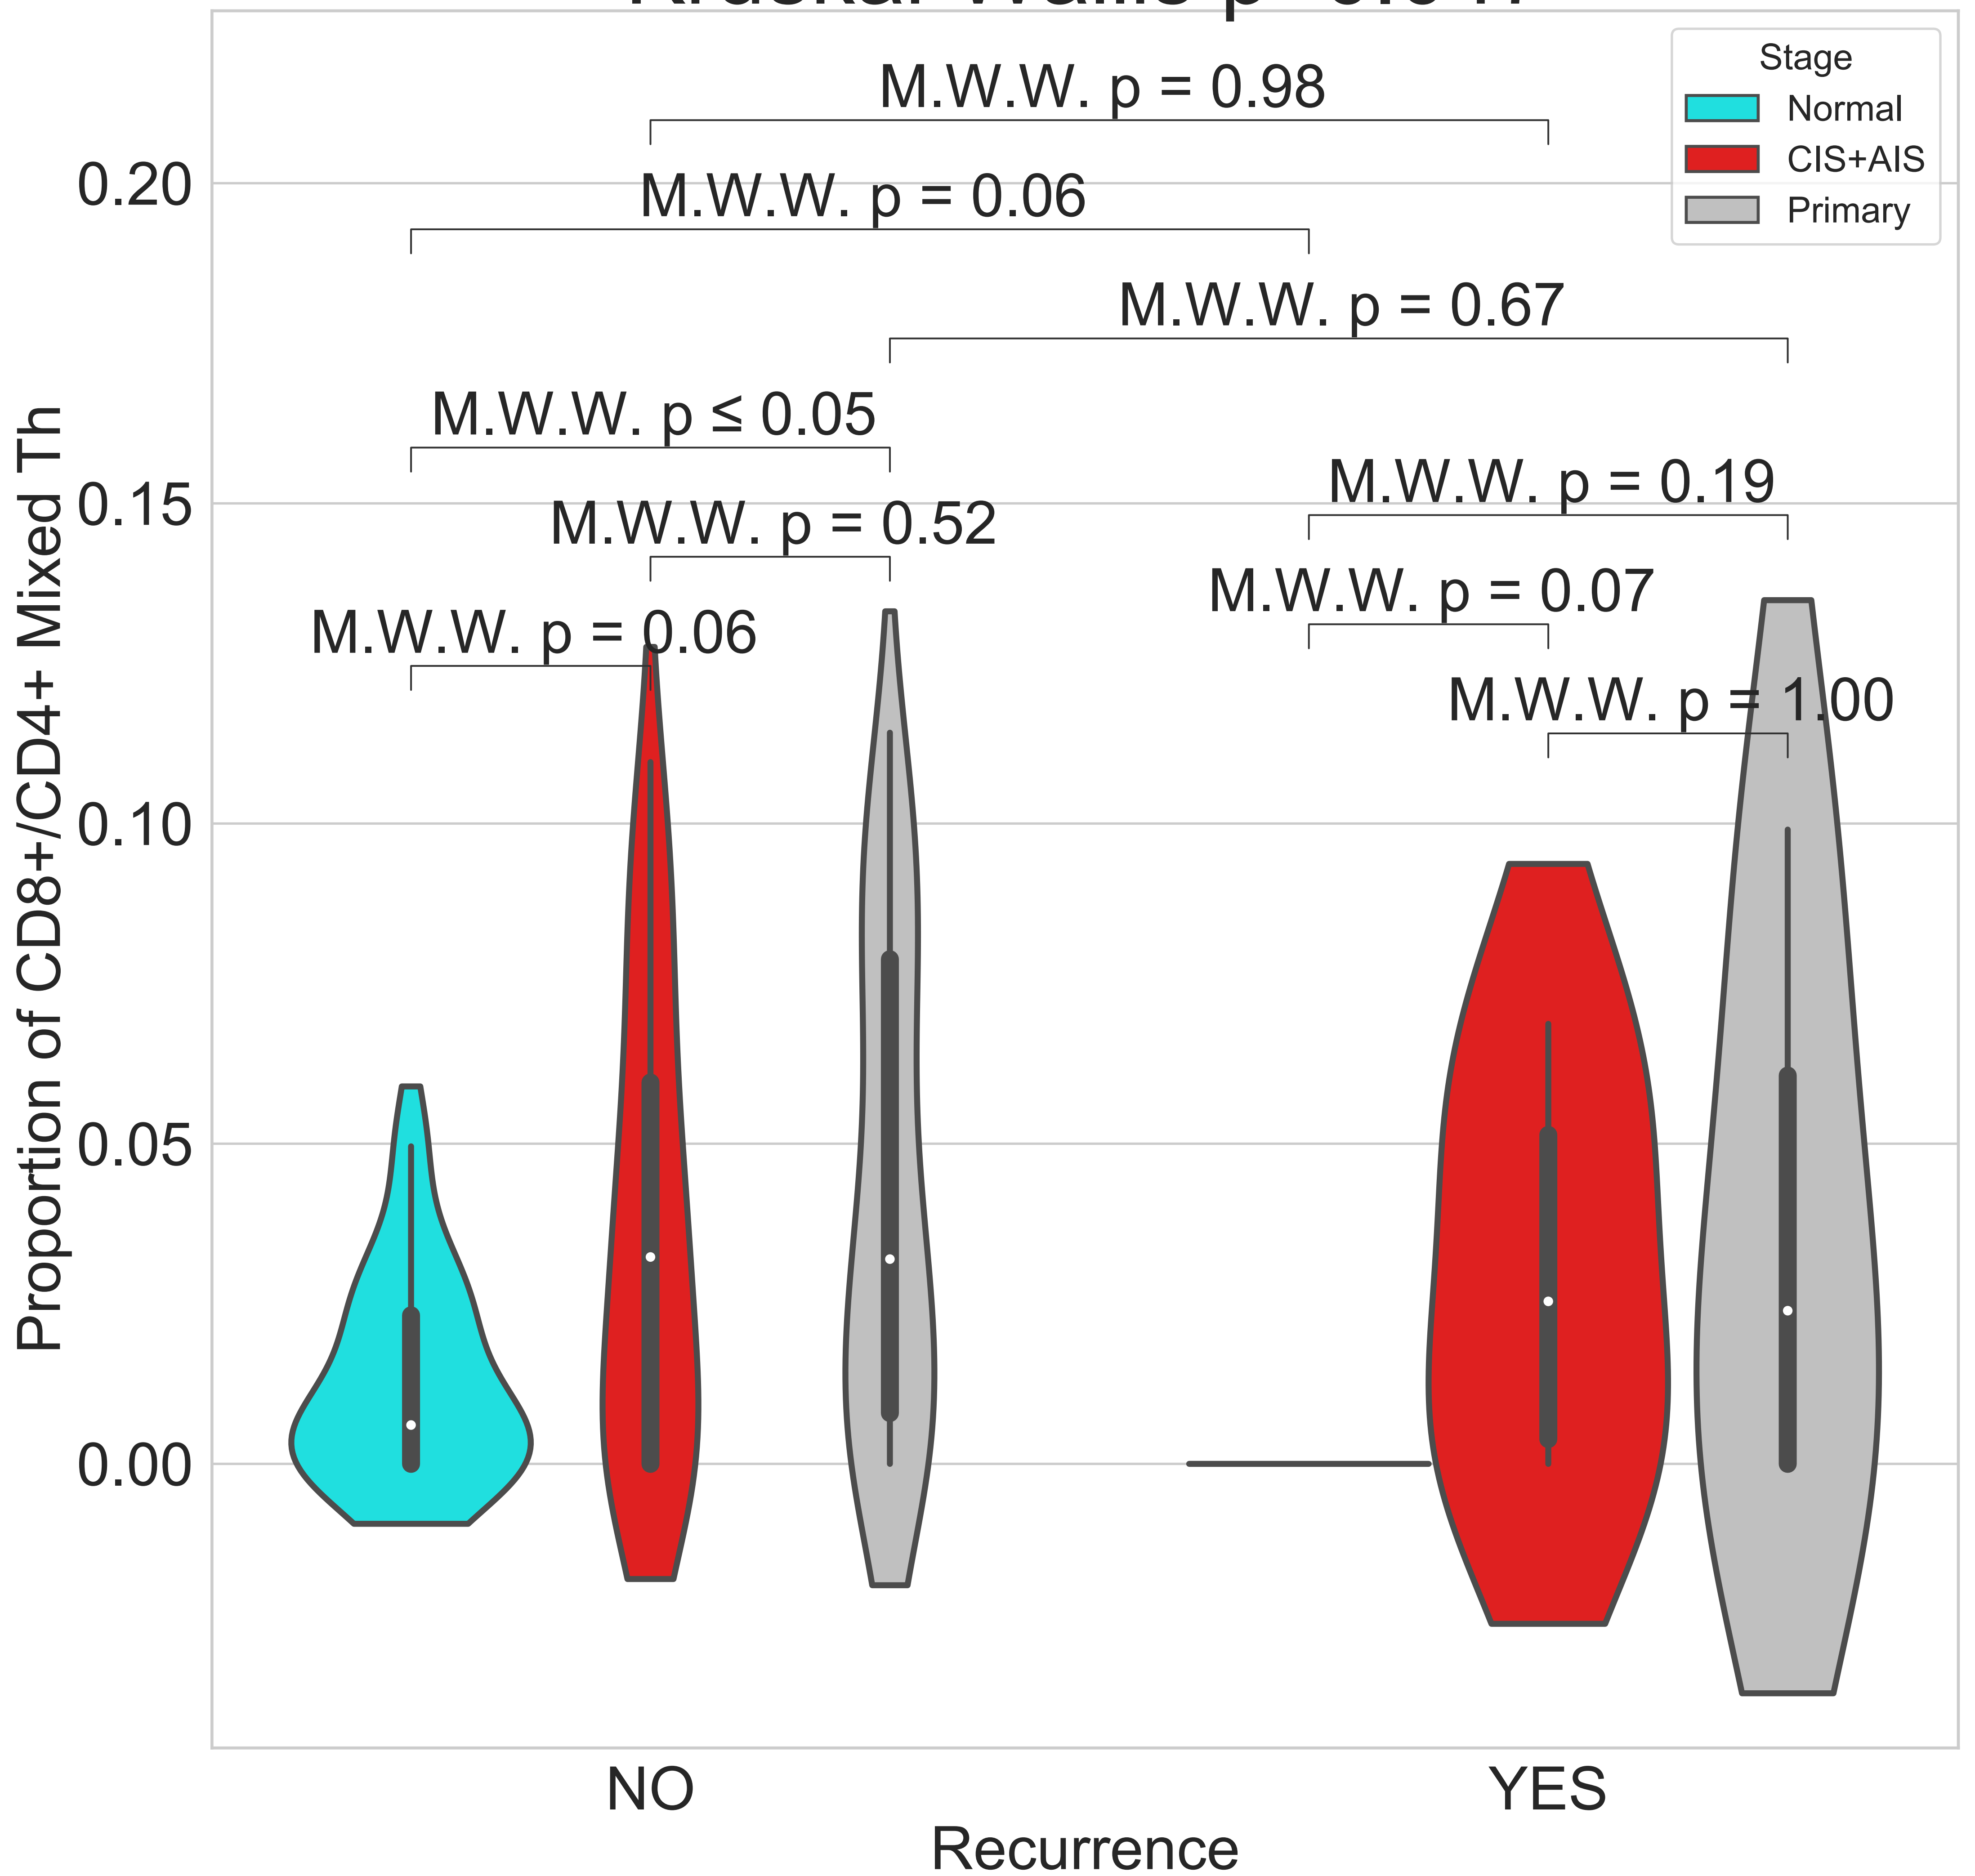 M.W.W. p = 0.98
Stage
Normal
CIS+AIS
Primary
0.20
M.W.W. p = 0.06
M.W.W. p = 0.67
M.W.W. p ≤ 0.05
M.W.W. p = 0.19
0.15
M.W.W. p = 0.52
M.W.W. p = 0.07
M.W.W. p = 0.06
M.W.W. p = 1.00
0.10
0.05
0.00
Proportion of CD8+/CD4+ Mixed Th
NO
YES
Recurrence